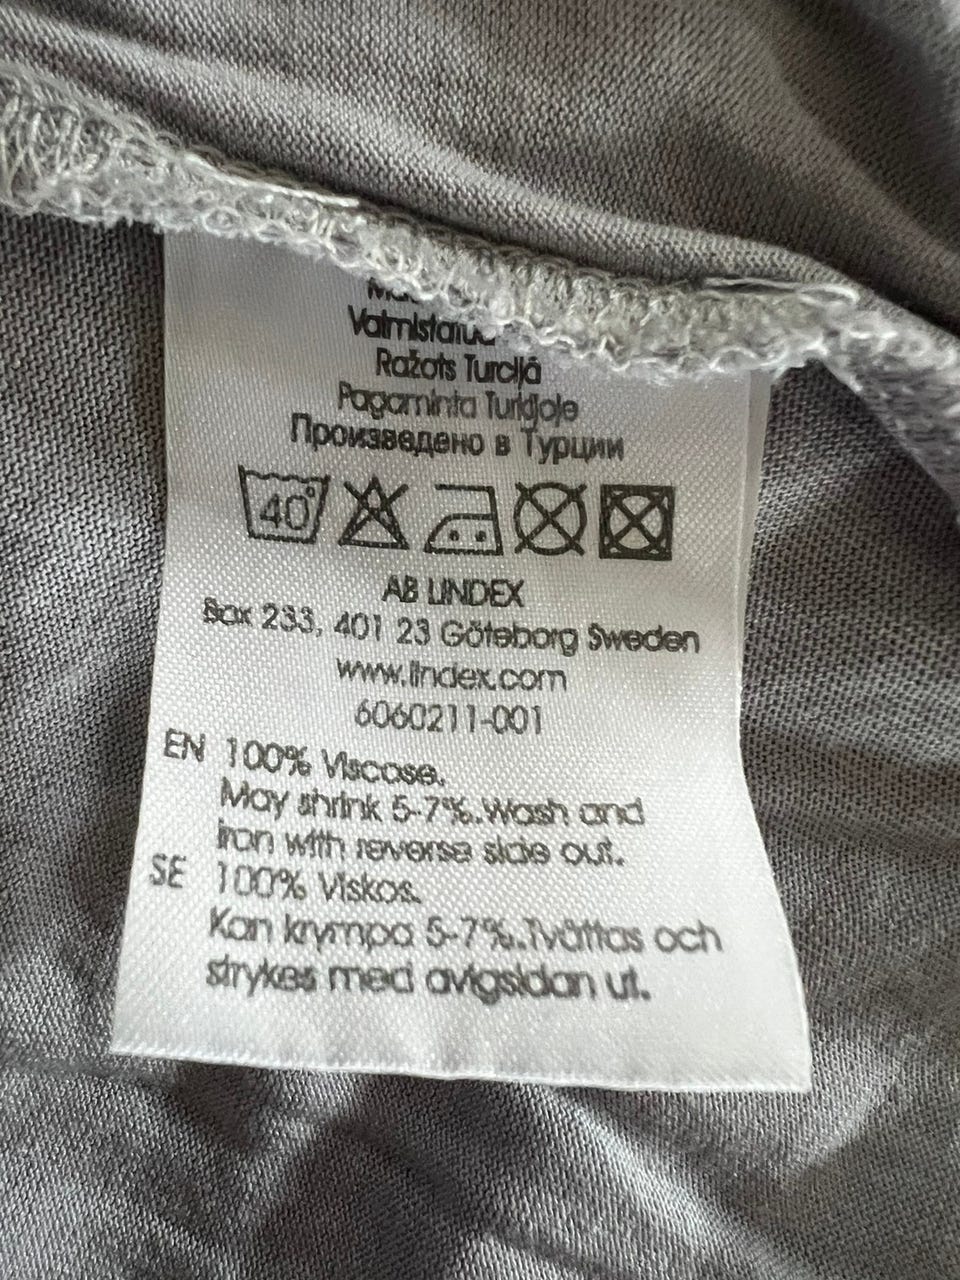 Ražots Turcijā
Pagaminta Turkijoje
Произведено в Турции
40°
AB LINDEX
Box 233, 401 23 Göteborg Sweden
www.lindex.com
6060211-001
EN 100% Viscose.
May shrink 5-7%.Wash and
iron with reverse side out.
SE 100% Viskos.
Kan krympa 5-7%.Tvättas och
strykes med avigsidan ut.